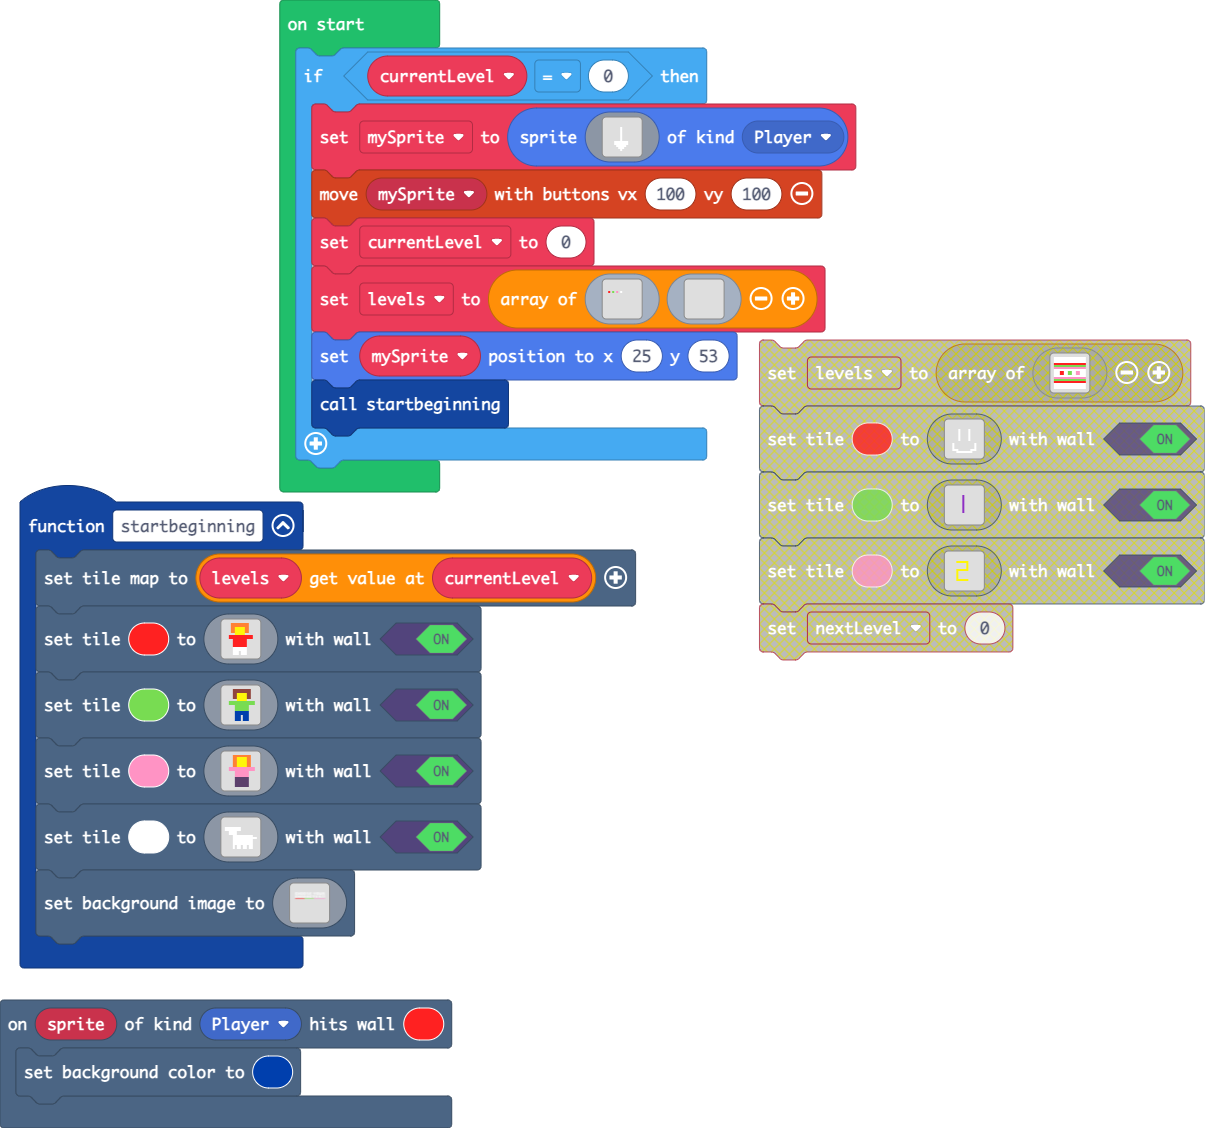 on start
if currentLevel = 0 then
set mySprite to sprite of kind Player
move mySprite with buttons vx 100 vy 100
set currentLevel to 0
set levels to array of
set mySprite position to x 25 y 53
call startbeginning
set levels to array of
set tile to with wall ON
set tile to with wall ON
set tile to with wall ON
set nextLevel to 0
function startbeginning
set tile map to levels get value at currentLevel
set tile to with wall ON
set tile to with wall ON
set tile to with wall ON
set tile to with wall ON
set background image to
on sprite of kind Player hits wall
set background color to